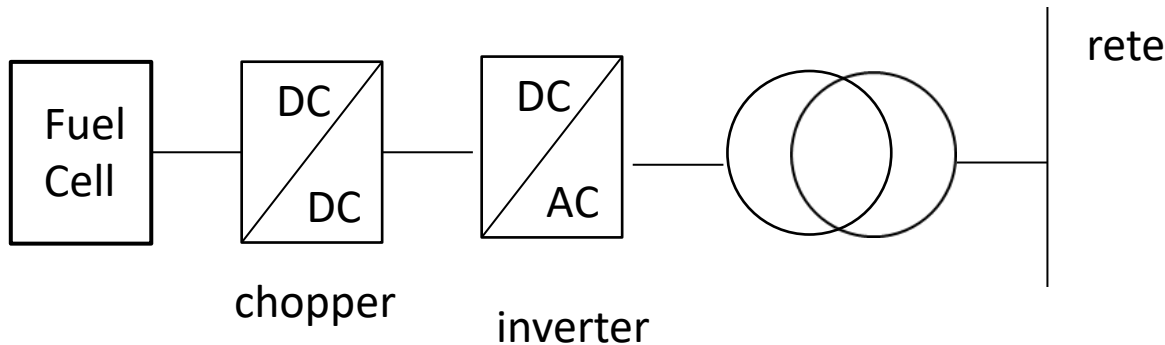 Fuel
Cell
DC
DC
chopper
DC
AC
inverter
rete